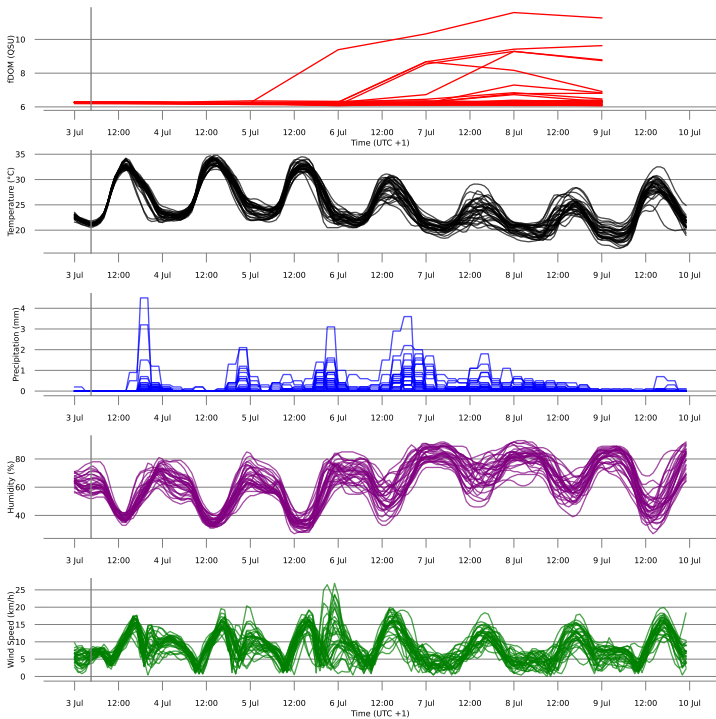 fDOM (QSU)
10
8
6
3 Jul 12:00 4 Jul 12:00 5 Jul 12:00 6 Jul 12:00 7 Jul 12:00 8 Jul 12:00 9 Jul 12:00 10 Jul
Time (UTC +1)
Temperature (°C)
35
30
25
20
3 Jul 12:00 4 Jul 12:00 5 Jul 12:00 6 Jul 12:00 7 Jul 12:00 8 Jul 12:00 9 Jul 12:00 10 Jul
Precipitation (mm)
4
3
2
1
0
3 Jul 12:00 4 Jul 12:00 5 Jul 12:00 6 Jul 12:00 7 Jul 12:00 8 Jul 12:00 9 Jul 12:00 10 Jul
Humidity (%)
80
60
40
3 Jul 12:00 4 Jul 12:00 5 Jul 12:00 6 Jul 12:00 7 Jul 12:00 8 Jul 12:00 9 Jul 12:00 10 Jul
Wind Speed (km/h)
25
20
15
10
5
0
3 Jul 12:00 4 Jul 12:00 5 Jul 12:00 6 Jul 12:00 7 Jul 12:00 8 Jul 12:00 9 Jul 12:00 10 Jul
Time (UTC +1)